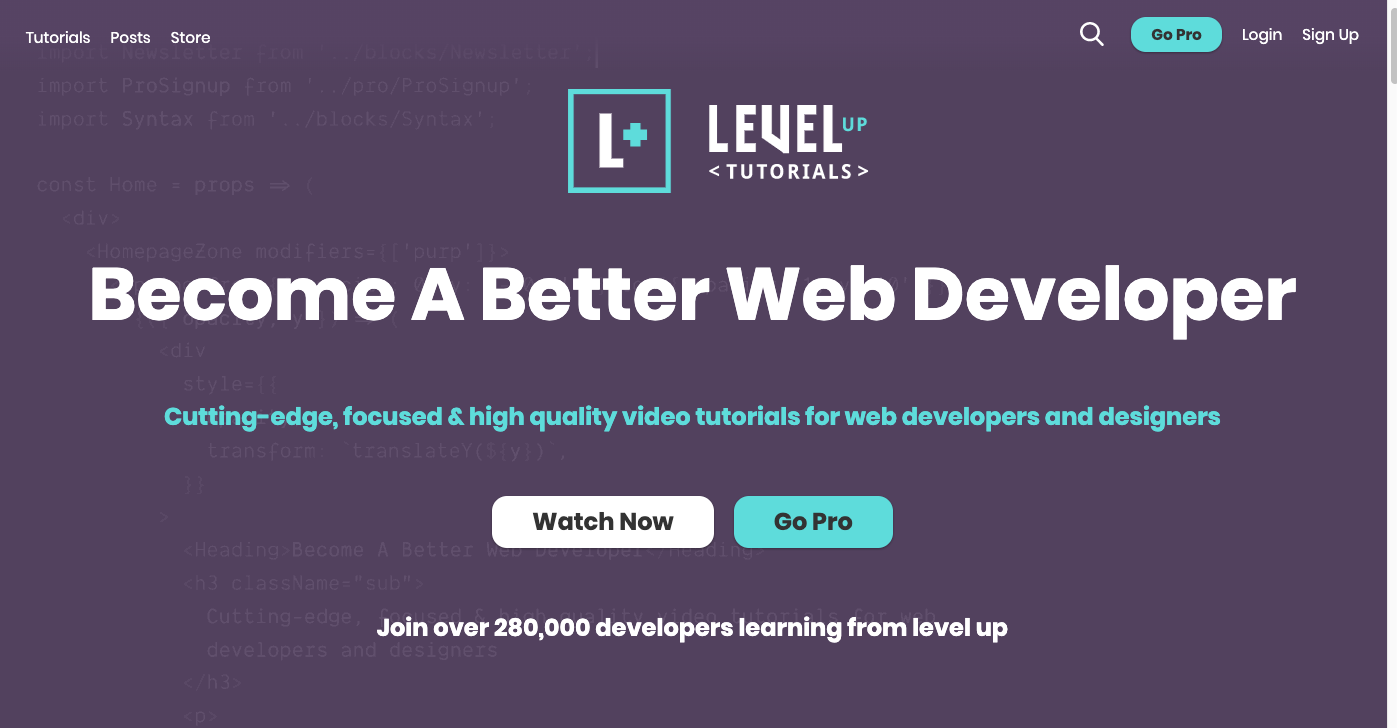 Tutorials Posts Store
Go Pro Login Sign Up
import Newsletter from '../blocks/Newsletter'
import ProSignup from '../pro/ProSignup';
import Syntax from '../blocks/Syntax';
L+
LEVEL UP
<TUTORIALS>
const Home = props => (
<div>
<HomepageZone modifiers={['purp']}>
Become A Better Web Developer
<div
style={{
Cutting-edge, focused & high quality video tutorials for web developers and designers
transform: `translateY(${y})`,
}}
>
Watch Now Go Pro
<Heading>Become A Better Web Developer</Heading>
<h3 className="sub">
Cutting-edge, focused & high quality video tutorials for web
Join over 280,000 developers learning from level up
developers and designers
</h3>
<p>